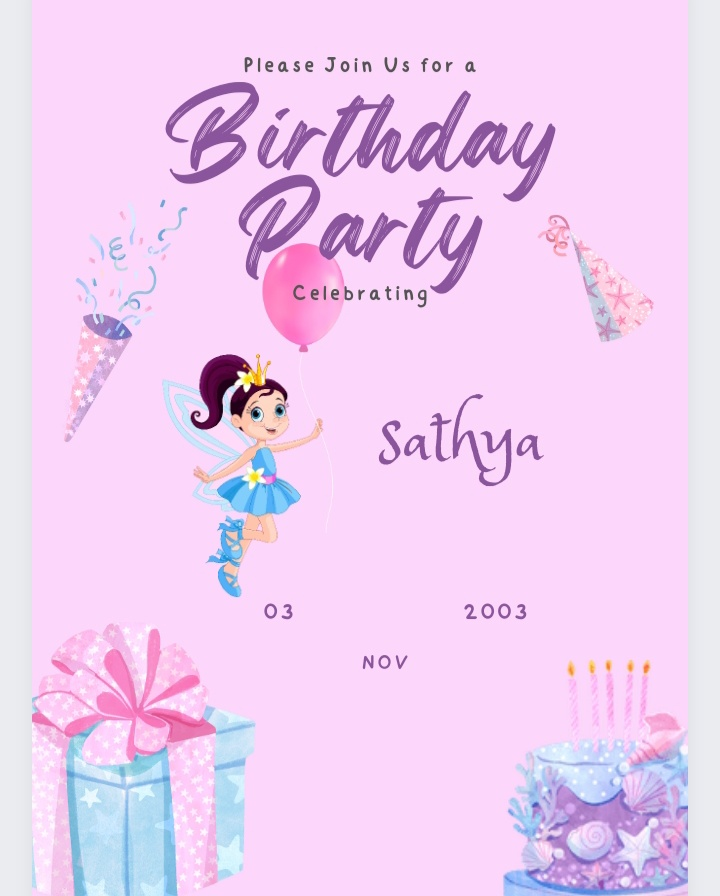 Please Join Us for a
Birthday
Party
Celebrating
Sathya
03 2003
NOV